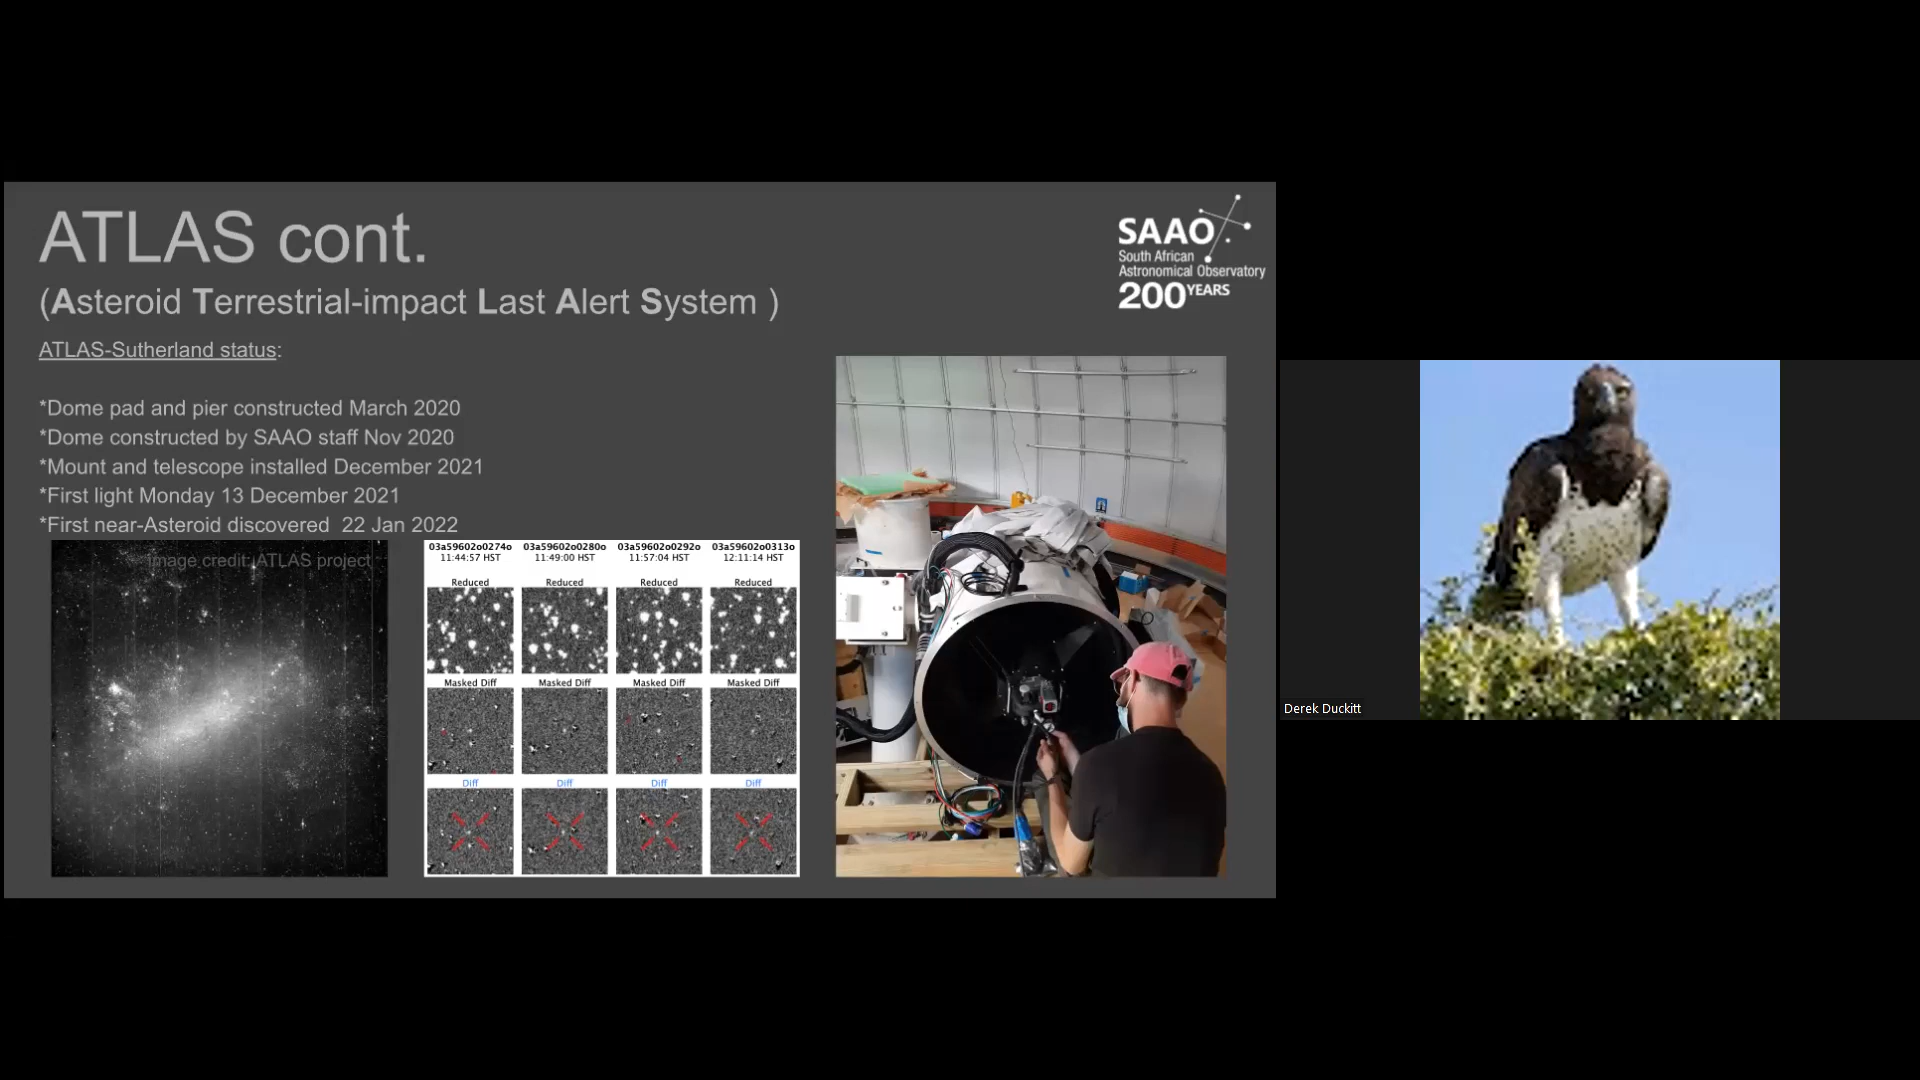 ATLAS cont.
(Asteroid Terrestrial-impact Last Alert System )
SAAO
South African
Astronomical Observatory
200 YEARS
ATLAS-Sutherland status:
*Dome pad and pier constructed March 2020
*Dome constructed by SAAO staff Nov 2020
*Mount and telescope installed December 2021
*First light Monday 13 December 2021
*First near-Asteroid discovered 22 Jan 2022
Image credit: ATLAS project
03a59602o0274o 03a59602o0280o 03a59602o0292o 03a59602o0313o
11:44:57 HST 11:49:00 HST 11:57:04 HST 12:11:14 HST
Reduced Reduced Reduced Reduced
Masked Diff Masked Diff Masked Diff Masked Diff
Diff Diff Diff Diff
Derek Duckitt